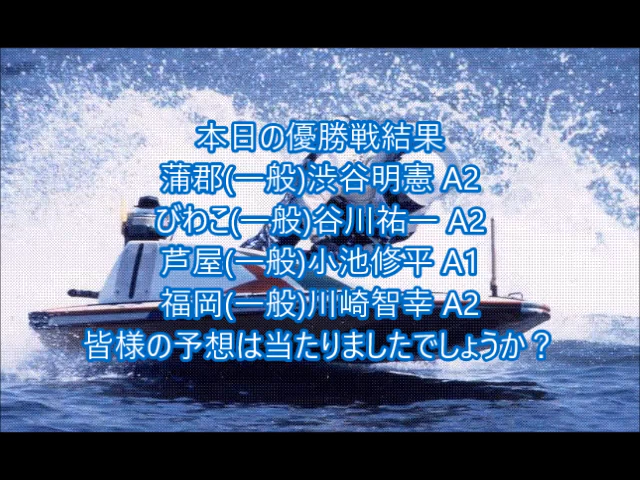 本日の優勝戦結果
蒲郡(一般)渋谷明憲 A2
びわこ(一般)谷川祐一 A2
芦屋(一般)小池修平 A1
福岡(一般)川崎智幸 A2
皆様の予想は当たりましたでしょうか？